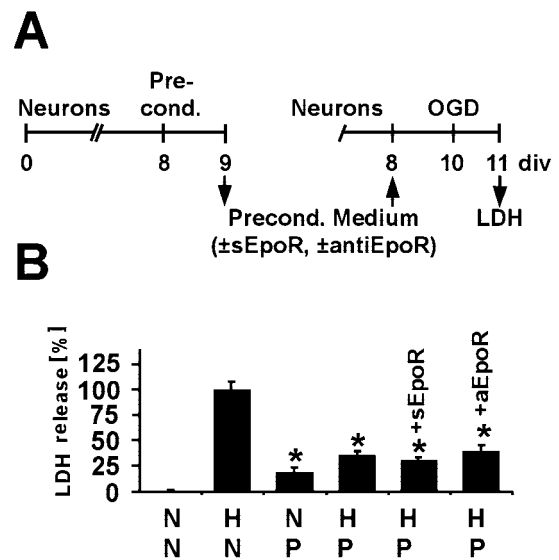 A
Pre-
Neurons cond. Neurons OGD
0 8 9 8 10 11 div
Precond. Medium LDH
(±sEpoR, ±antiEpoR)
B
LDH release [%]
125
100
75
50
25
0
* * * +sEpoR * +aEpoR
N H N H H H
N N P P P P